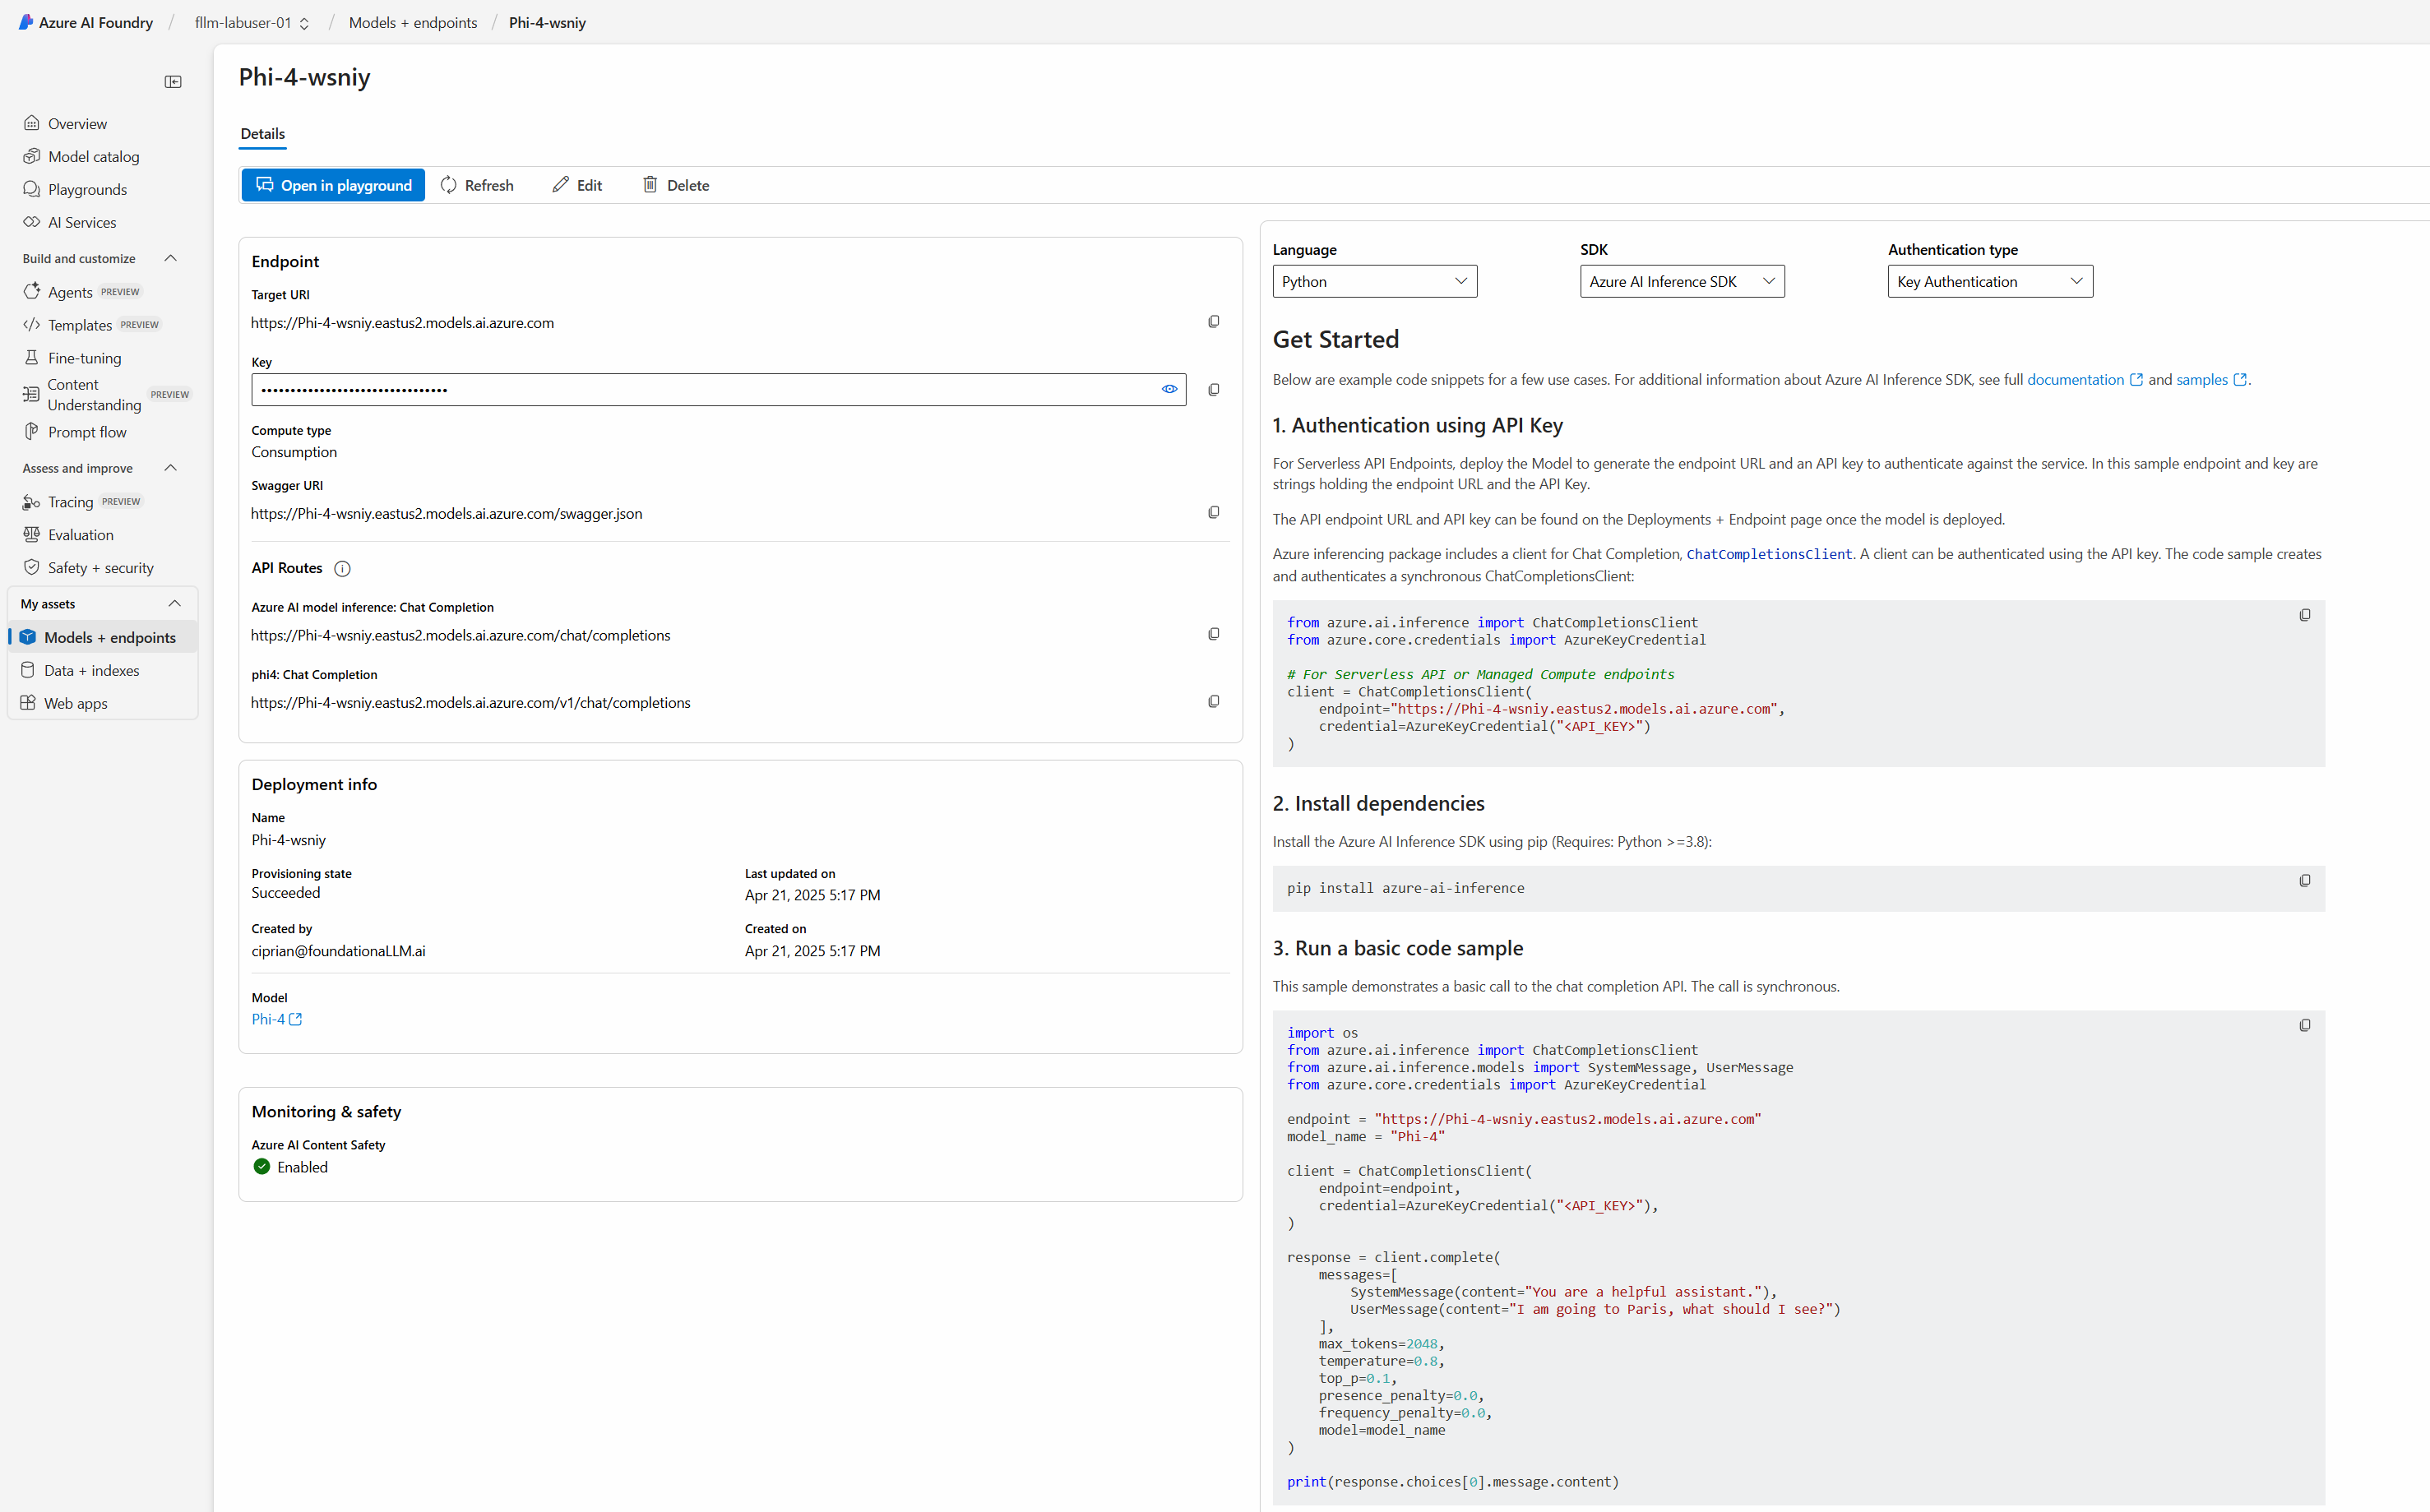 Azure AI Foundry / fllm-labuser-01 / Models + endpoints / Phi-4-wsniy
Overview
Model catalog
Playgrounds
AI Services
Build and customize
Agents PREVIEW
Templates PREVIEW
Fine-tuning
Content
Understanding PREVIEW
Prompt flow
Assess and improve
Tracing PREVIEW
Evaluation
Safety + security
My assets
Models + endpoints
Data + indexes
Web apps
Phi-4-wsniy
Details
Open in playground Refresh Edit Delete
Endpoint
Target URI
https://Phi-4-wsniy.eastus2.models.ai.azure.com
Key
••••••••••••••••••••••••••••••••
Compute type
Consumption
Swagger URI
https://Phi-4-wsniy.eastus2.models.ai.azure.com/swagger.json
API Routes
Azure AI model inference: Chat Completion
https://Phi-4-wsniy.eastus2.models.ai.azure.com/chat/completions
phi4: Chat Completion
https://Phi-4-wsniy.eastus2.models.ai.azure.com/v1/chat/completions
Deployment info
Name
Phi-4-wsniy
Provisioning state Last updated on
Succeeded Apr 21, 2025 5:17 PM
Created by Created on
ciprian@foundationaLLM.ai Apr 21, 2025 5:17 PM
Model
Phi-4
Monitoring & safety
Azure AI Content Safety
Enabled
Language SDK Authentication type
Python Azure AI Inference SDK Key Authentication
Get Started
Below are example code snippets for a few use cases. For additional information about Azure AI Inference SDK, see full documentation and samples .
1. Authentication using API Key
For Serverless API Endpoints, deploy the Model to generate the endpoint URL and an API key to authenticate against the service. In this sample endpoint and key are
strings holding the endpoint URL and the API Key.
The API endpoint URL and API key can be found on the Deployments + Endpoint page once the model is deployed.
Azure inferencing package includes a client for Chat Completion, ChatCompletionsClient. A client can be authenticated using the API key. The code sample creates
and authenticates a synchronous ChatCompletionsClient:
from azure.ai.inference import ChatCompletionsClient
from azure.core.credentials import AzureKeyCredential
# For Serverless API or Managed Compute endpoints
client = ChatCompletionsClient(
    endpoint="https://Phi-4-wsniy.eastus2.models.ai.azure.com",
    credential=AzureKeyCredential("<API_KEY>")
)
2. Install dependencies
Install the Azure AI Inference SDK using pip (Requires: Python >=3.8):
pip install azure-ai-inference
3. Run a basic code sample
This sample demonstrates a basic call to the chat completion API. The call is synchronous.
import os
from azure.ai.inference import ChatCompletionsClient
from azure.ai.inference.models import SystemMessage, UserMessage
from azure.core.credentials import AzureKeyCredential
endpoint = "https://Phi-4-wsniy.eastus2.models.ai.azure.com"
model_name = "Phi-4"
client = ChatCompletionsClient(
    endpoint=endpoint,
    credential=AzureKeyCredential("<API_KEY>"),
)
response = client.complete(
    messages=[
        SystemMessage(content="You are a helpful assistant."),
        UserMessage(content="I am going to Paris, what should I see?")
    ],
    max_tokens=2048,
    temperature=0.8,
    top_p=0.1,
    presence_penalty=0.0,
    frequency_penalty=0.0,
    model=model_name
)
print(response.choices[0].message.content)